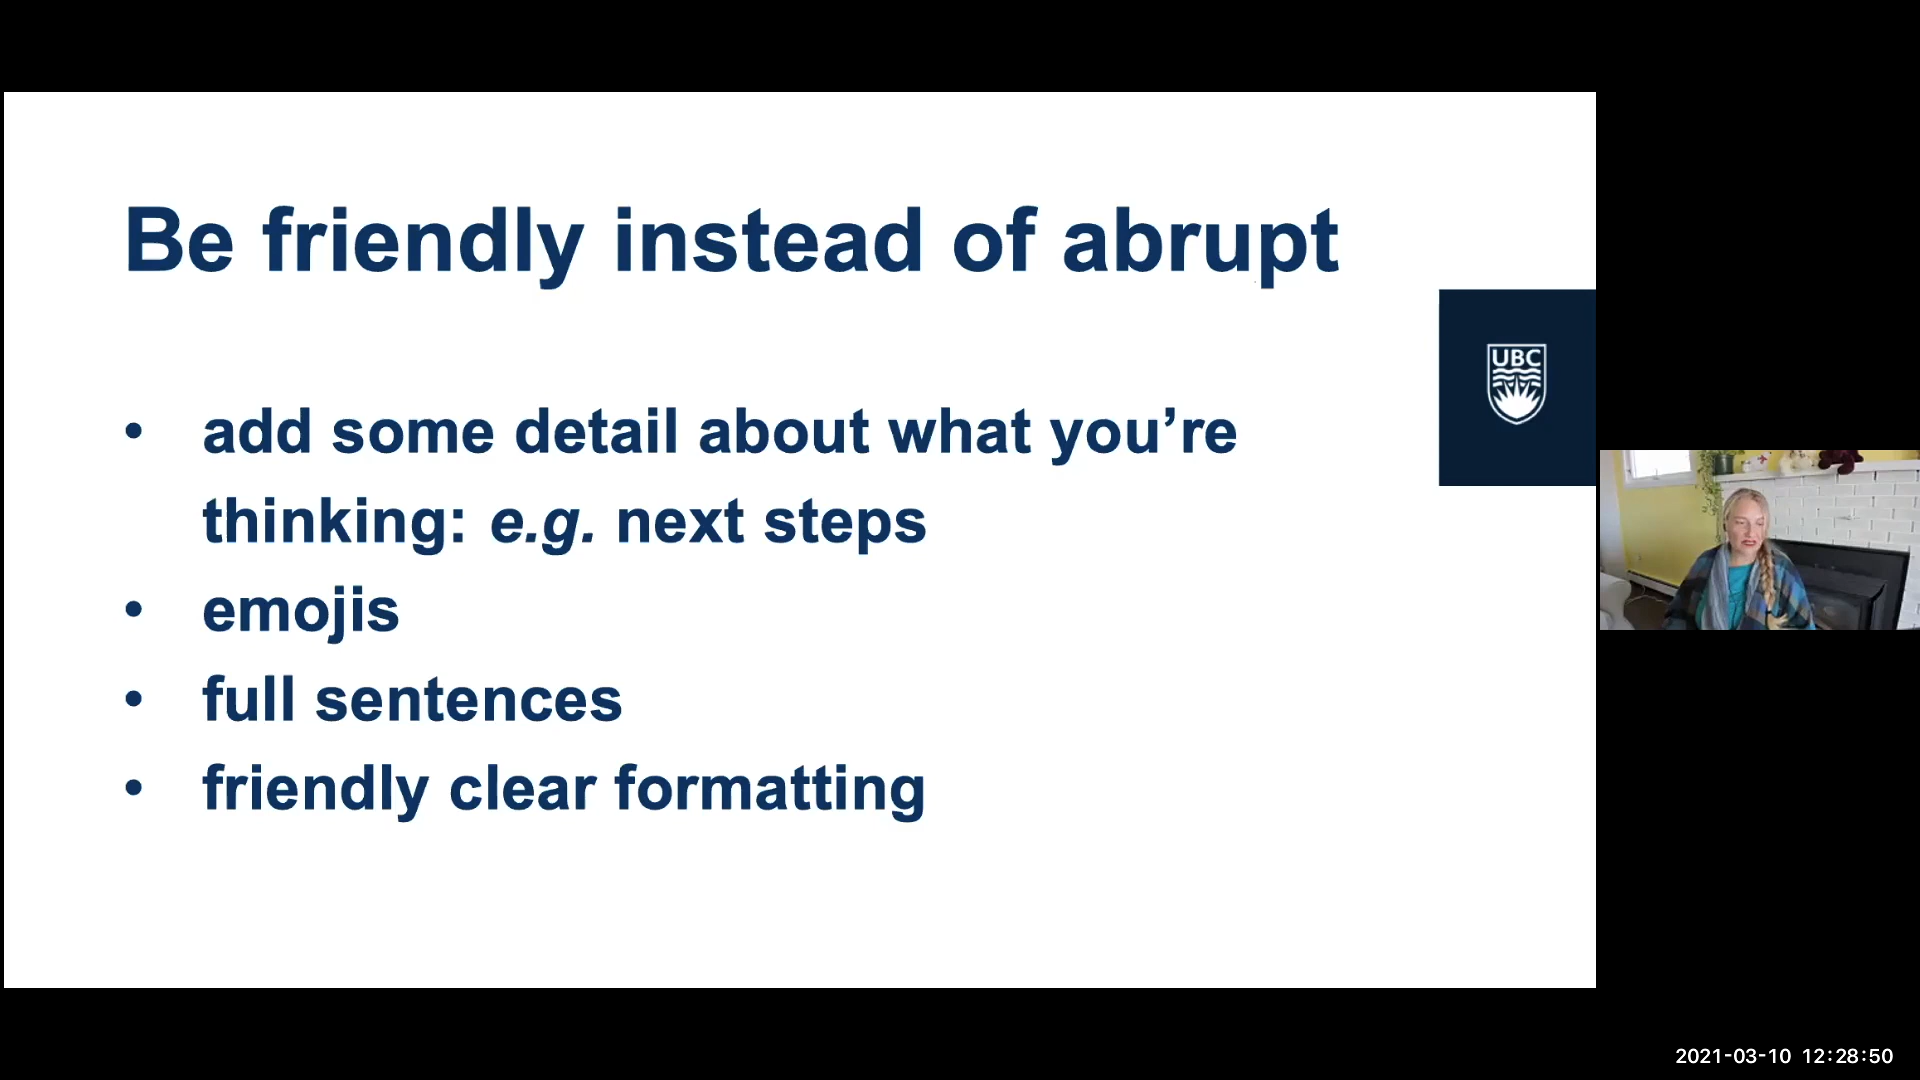 Be friendly instead of abrupt
• add some detail about what you’re
thinking: e.g. next steps
• emojis
• full sentences
• friendly clear formatting
UBC
2021-03-10 12:28:50